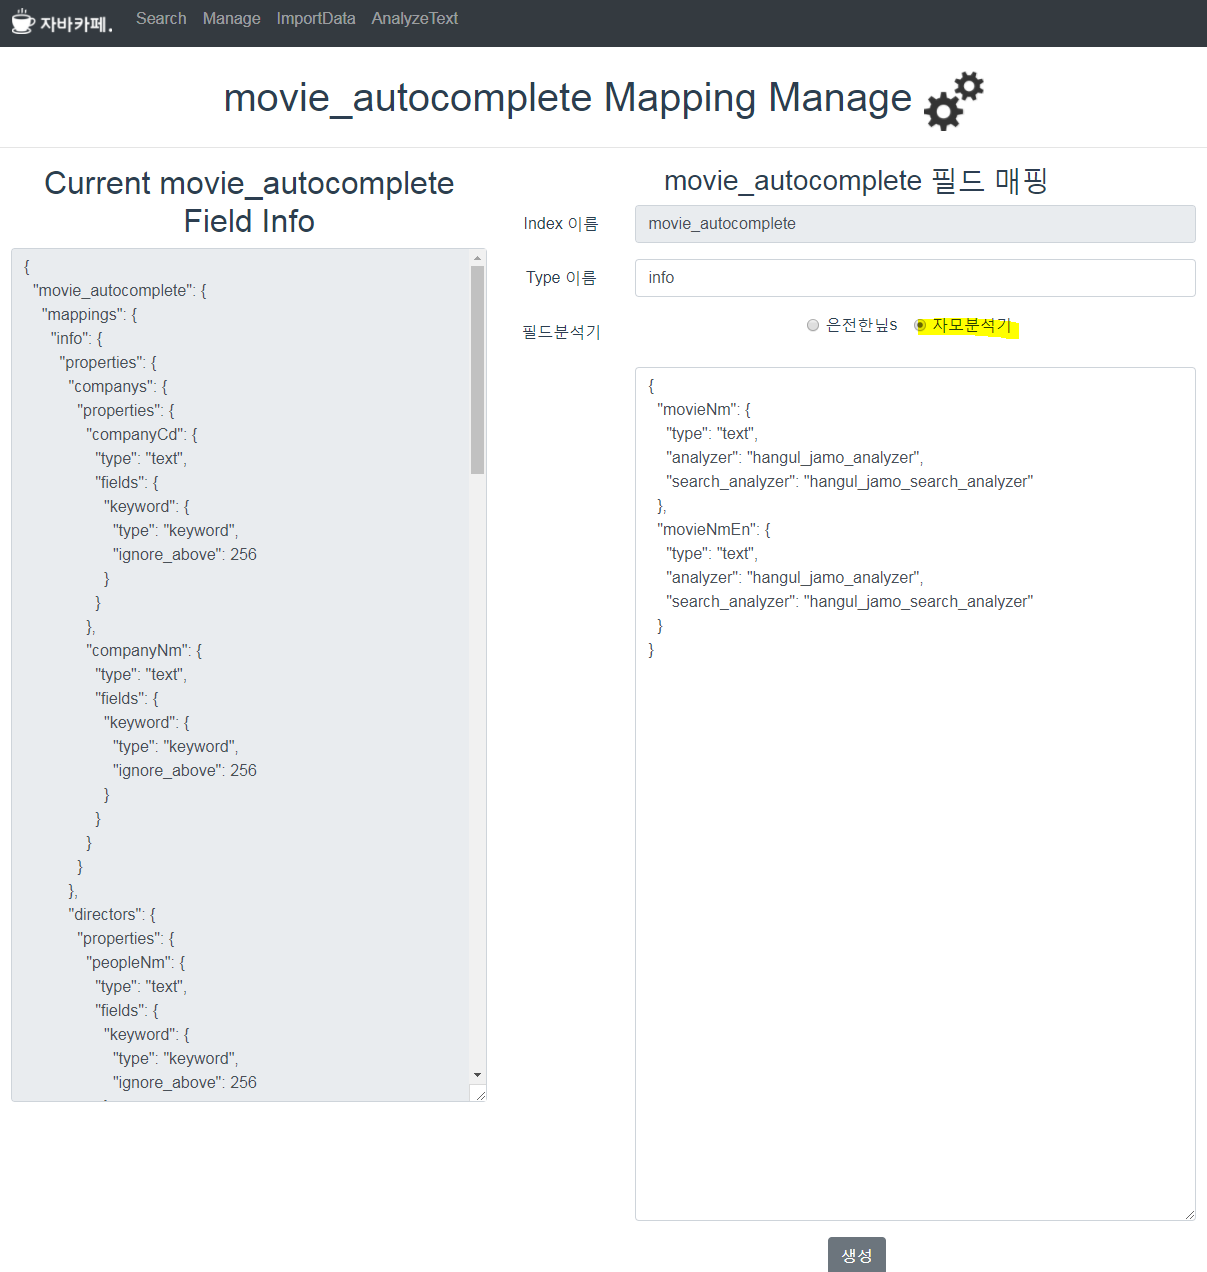 자바카페.
Search Manage ImportData AnalyzeText
movie_autocomplete Mapping Manage
Current movie_autocomplete
Field Info
{
"movie_autocomplete": {
"mappings": {
"info": {
"properties": {
"companys": {
"properties": {
"companyCd": {
"type": "text",
"fields": {
"keyword": {
"type": "keyword",
"ignore_above": 256
}
}
},
"companyNm": {
"type": "text",
"fields": {
"keyword": {
"type": "keyword",
"ignore_above": 256
}
}
}
}
},
"directors": {
"properties": {
"peopleNm": {
"type": "text",
"fields": {
"keyword": {
"type": "keyword",
"ignore_above": 256
movie_autocomplete 필드 매핑
Index 이름
movie_autocomplete
Type 이름
info
필드분석기
은전한닢s 자모분석기
{
"movieNm": {
"type": "text",
"analyzer": "hangul_jamo_analyzer",
"search_analyzer": "hangul_jamo_search_analyzer"
},
"movieNmEn": {
"type": "text",
"analyzer": "hangul_jamo_analyzer",
"search_analyzer": "hangul_jamo_search_analyzer"
}
}
생성